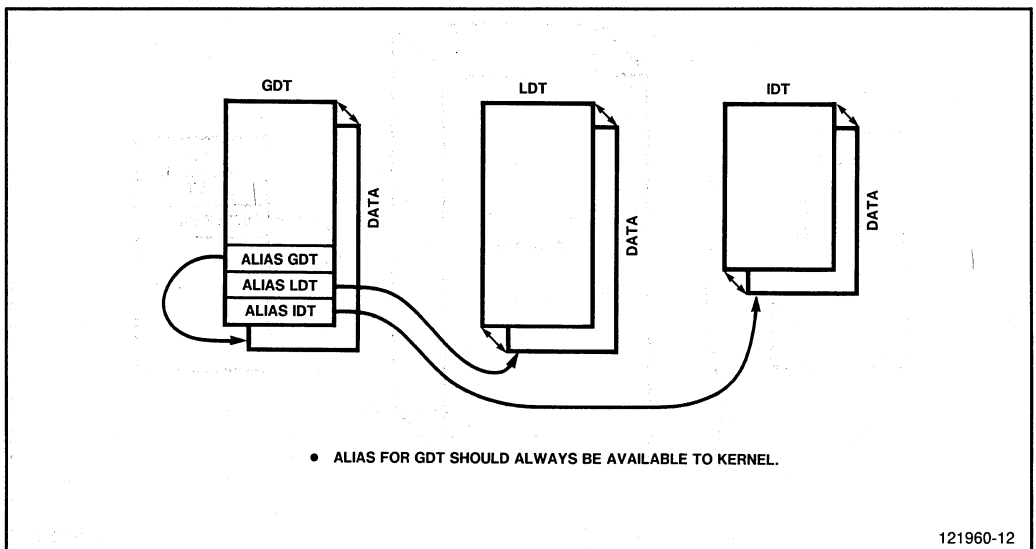 GDT
LDT
IDT
DATA
DATA
DATA
ALIAS GDT
ALIAS LDT
ALIAS IDT
● ALIAS FOR GDT SHOULD ALWAYS BE AVAILABLE TO KERNEL.
121960-12